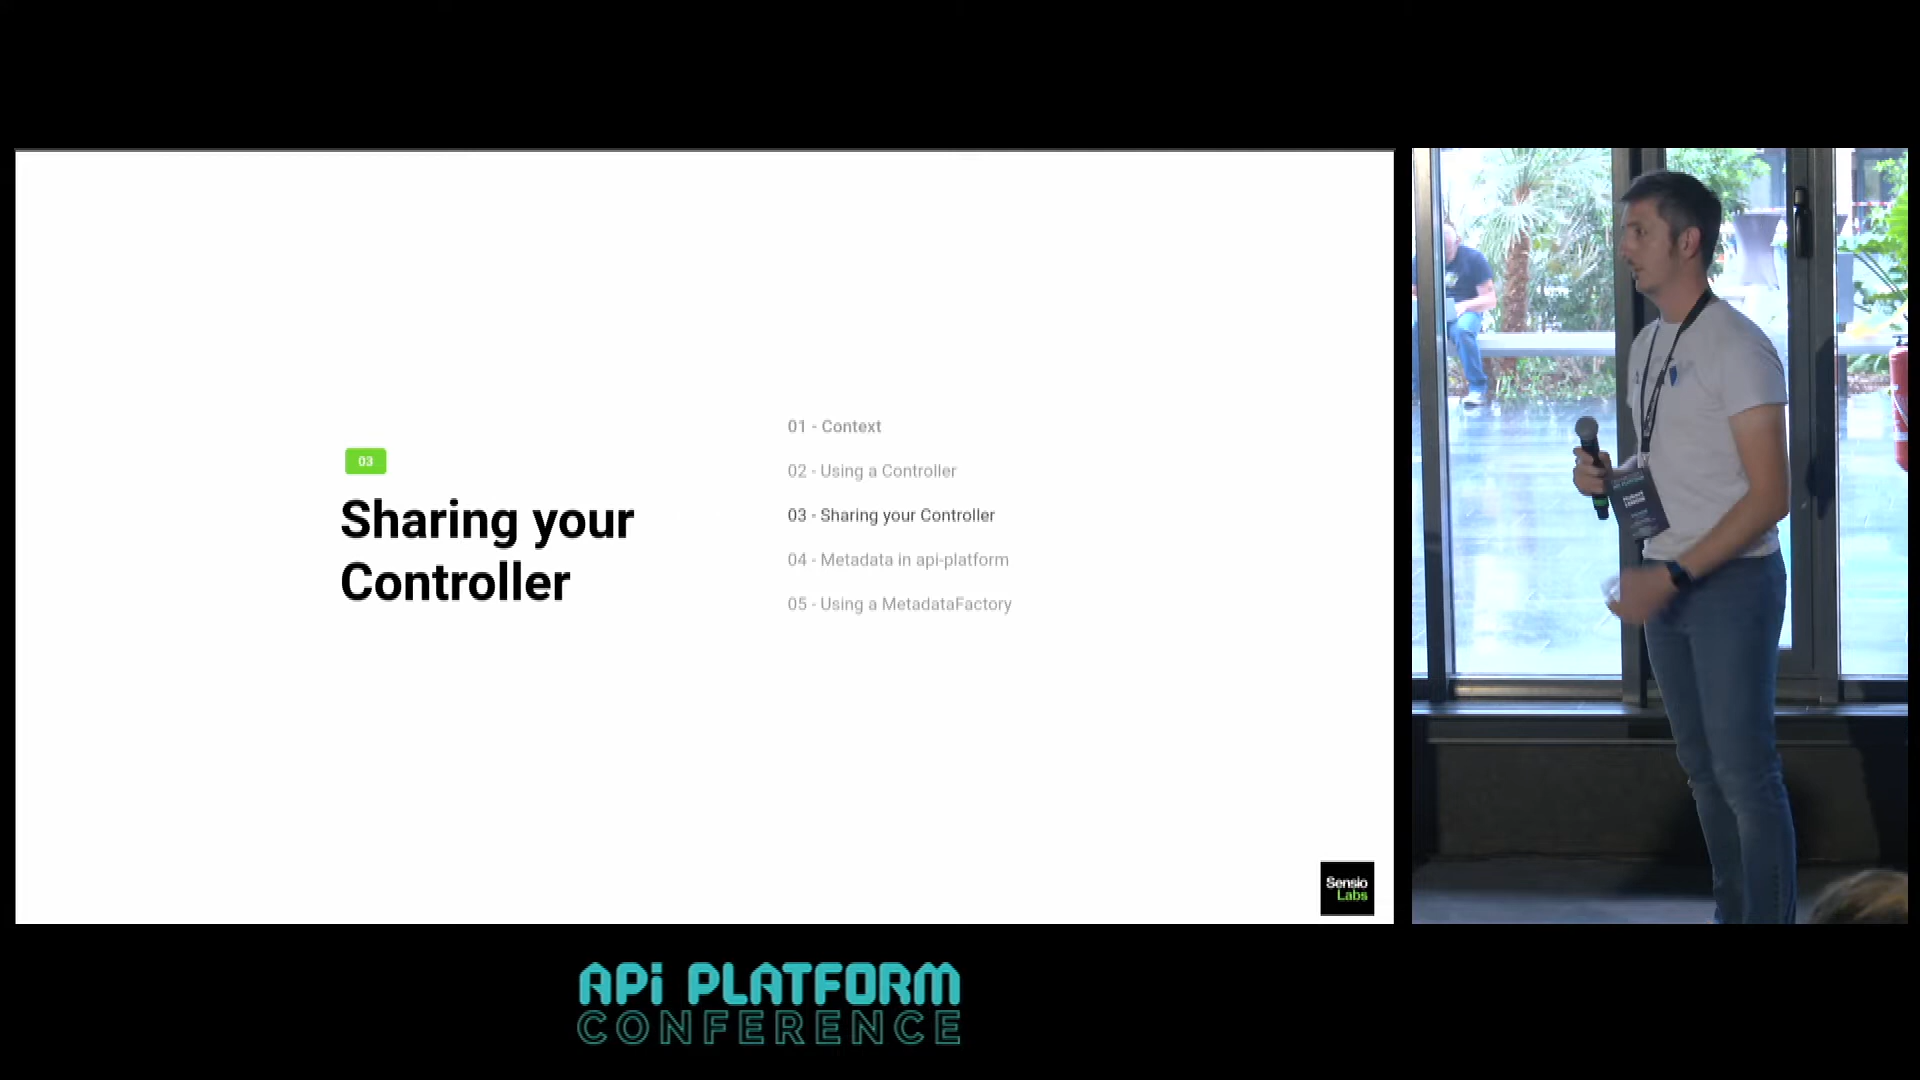 03
Sharing your
Controller
01 - Context
02 - Using a Controller
03 - Sharing your Controller
04 - Metadata in api-platform
05 - Using a MetadataFactory
Sensio
Labs
API PLATFORM
CONFERENCE